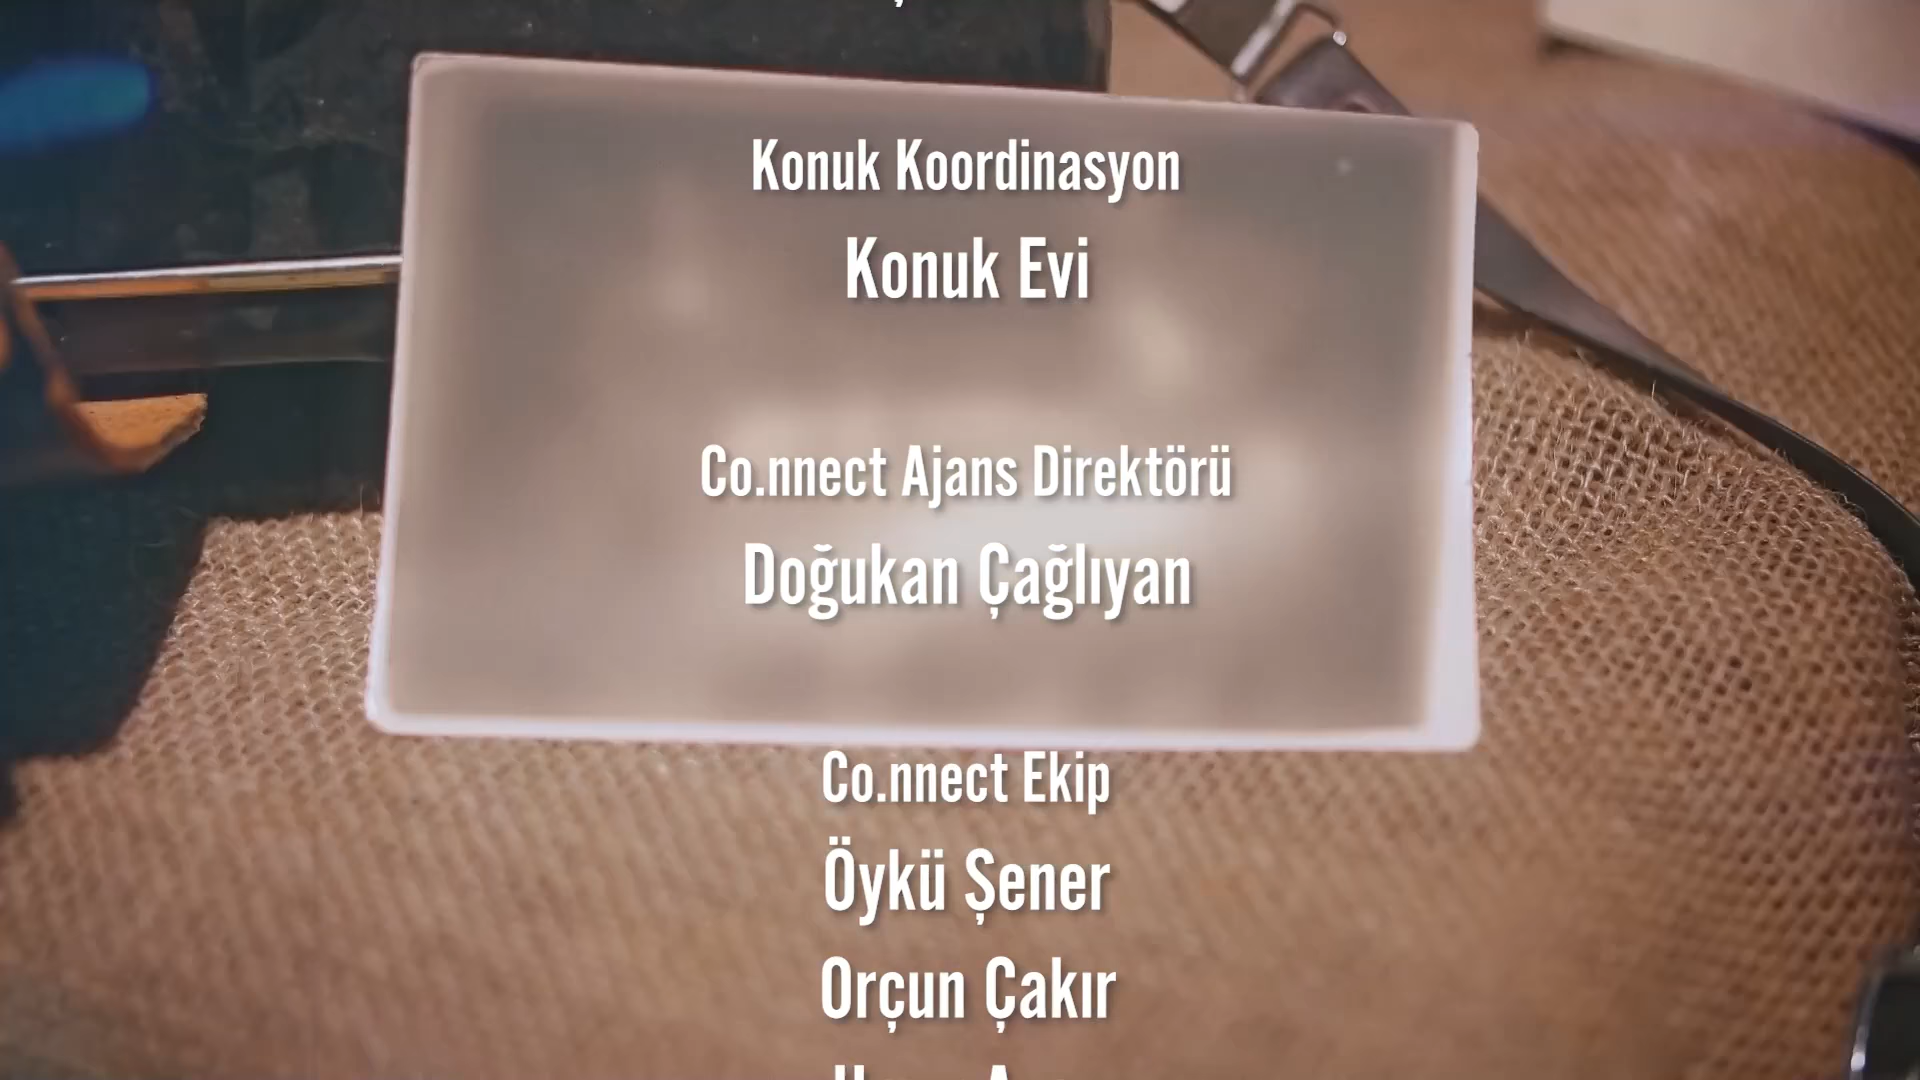 Konuk Koordinasyon
Konuk Evi
Co.nnect Ajans Direktörü
Doğukan Çağlıyan
Co.nnect Ekip
Öykü Şener
Orçun Çakır